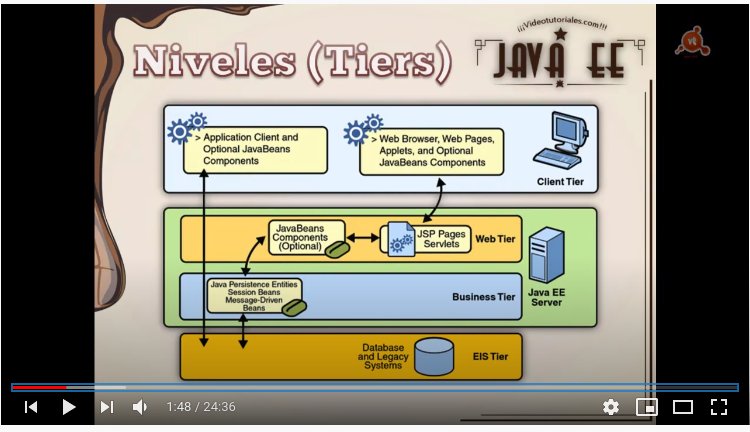 ¡¡¡Videotutoriales.com!!!
Niveles (Tiers)
JAVA EE
vt
> Application Client and
Optional JavaBeans
Components
> Web Browser, Web Pages,
Applets, and Optional
JavaBeans Components
Client Tier
JavaBeans
Components
(Optional)
JSP Pages
Servlets
Web Tier
Java Persistence Entities
Session Beans
Message-Driven
Beans
Business Tier
Java EE
Server
Database
and Legacy
Systems
EIS Tier
1:48 / 24:36